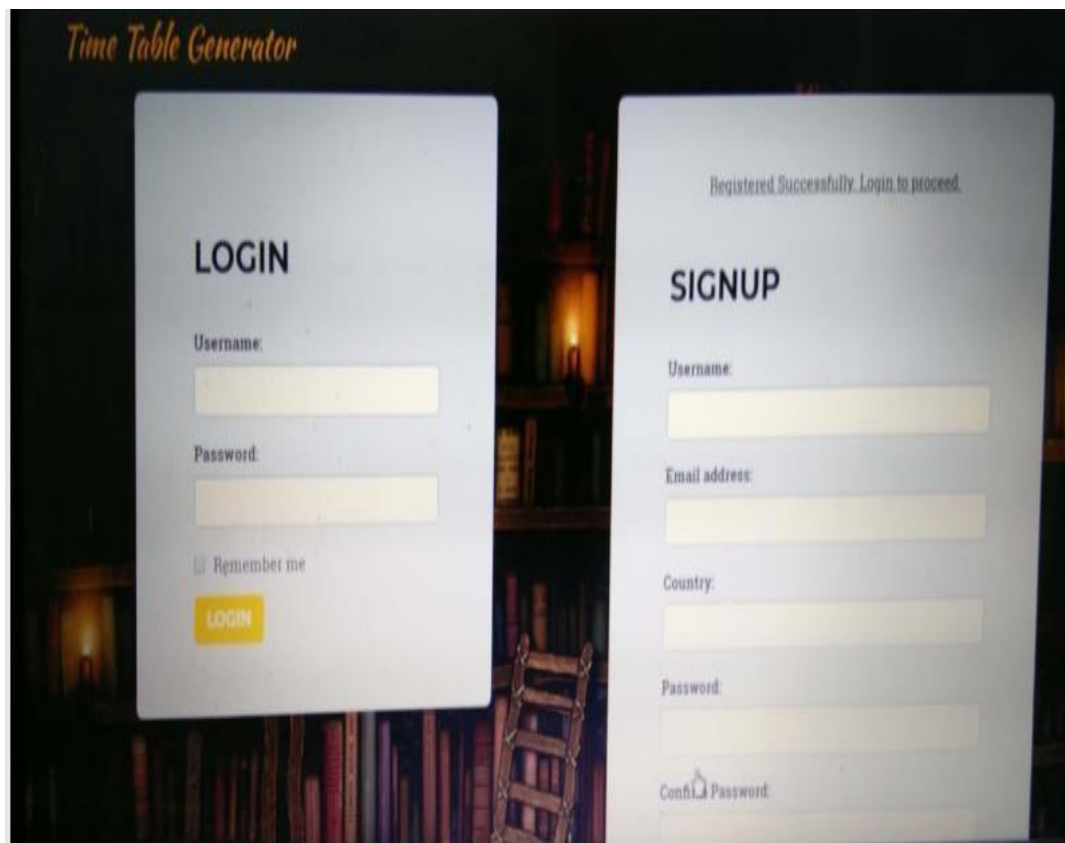 Time Table Generator
LOGIN
Username:
Password:
Remember me
LOGIN
Registered Successfully. Login to proceed.
SIGNUP
Username:
Email address:
Country:
Password:
Password